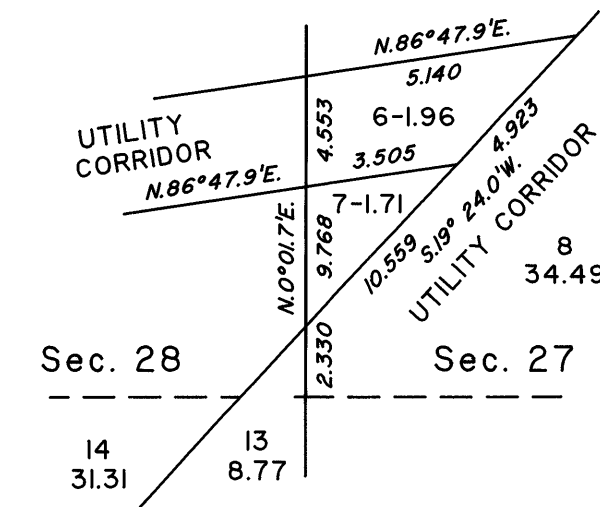 N.86°47.9'E.
5.140
UTILITY
CORRIDOR
4.553
6-1.96
4.923
3.505
N.86°47.9'E.
7-1.71
N.0°01.7'E.
9.768
10.559
S.19° 24.0'W.
UTILITY CORRIDOR
8
34.49
2.330
Sec. 28
Sec. 27
14
31.31
13
8.77